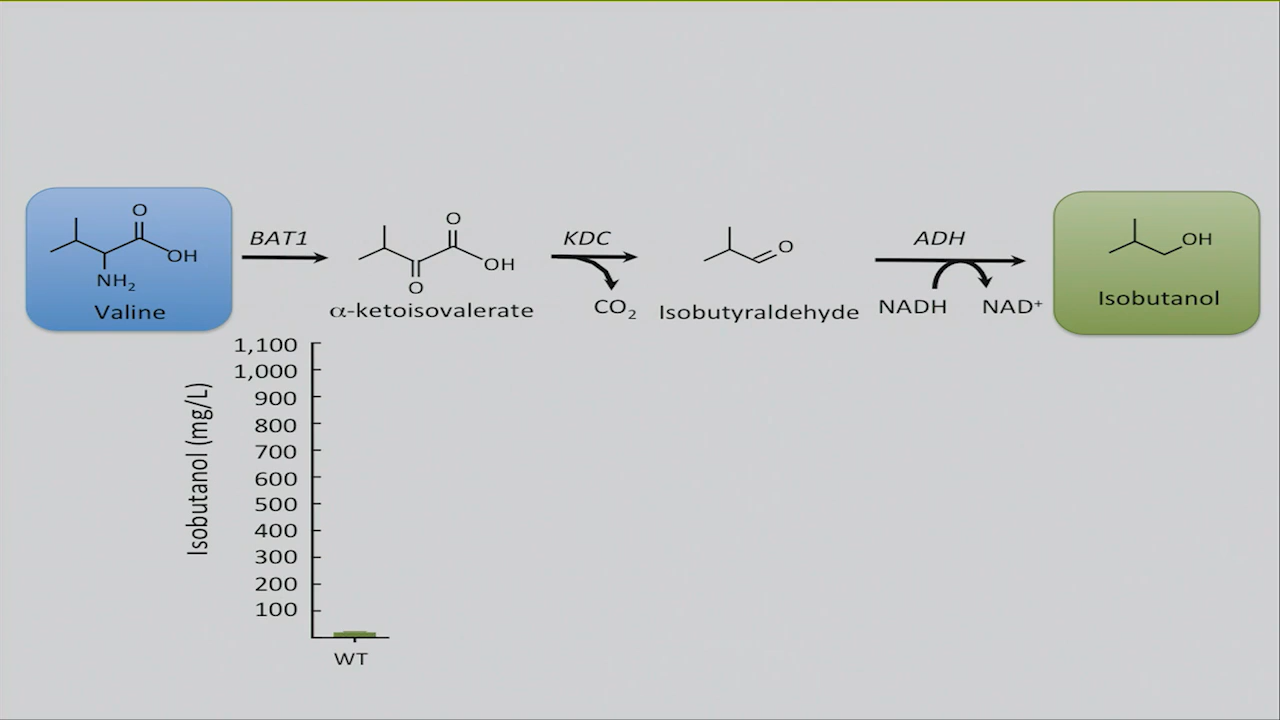 O
OH
NH2
Valine
BAT1
O
OH
O
α-ketoisovalerate
KDC
CO2
O
Isobutyraldehyde
ADH
NADH
NAD+
OH
Isobutanol
Isobutanol (mg/L)
1,100
1,000
900
800
700
600
500
400
300
200
100
WT